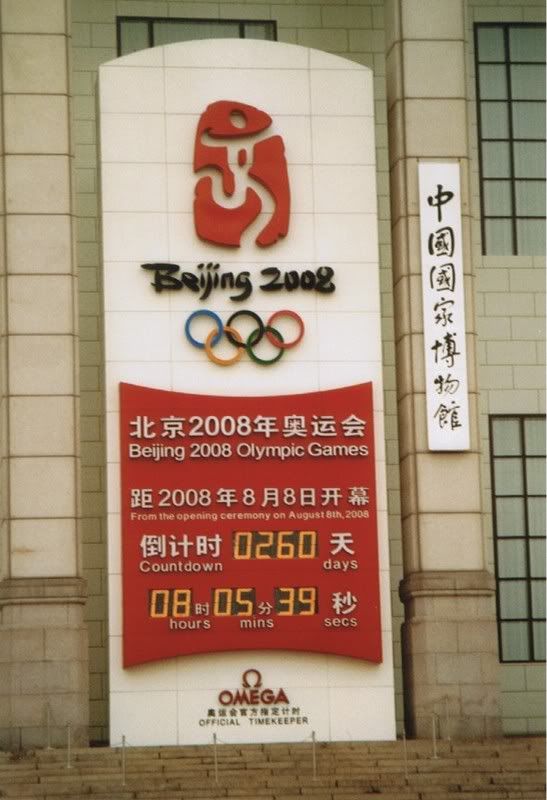 Beijing 2008
北京2008年奥运会
Beijing 2008 Olympic Games
距2008年8月8日开幕
From the opening ceremony on August 8th, 2008
倒计时 0260 天
Countdown days
08 时 05 分 39 秒
hours mins secs
Ω
OMEGA
奥运会官方指定计时
OFFICIAL TIMEKEEPER
中國國家博物館